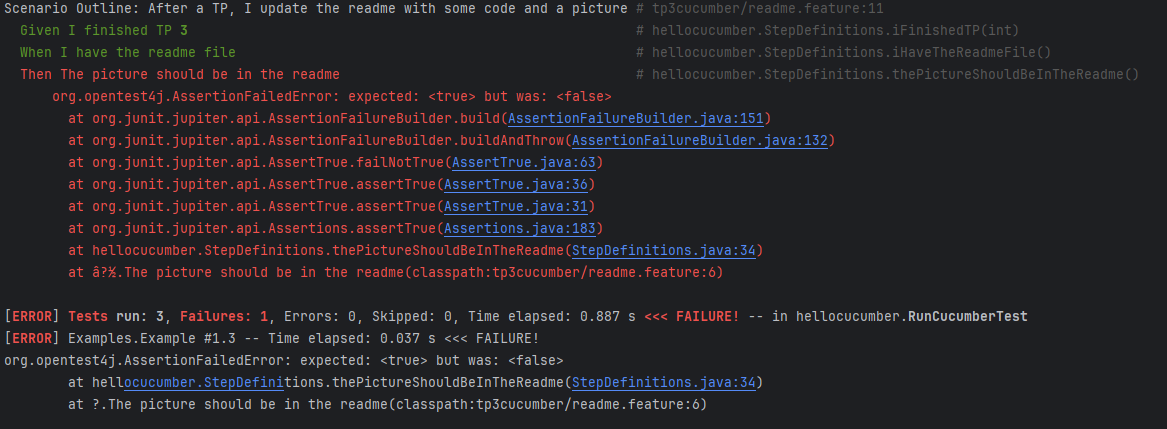 Scenario Outline: After a TP, I update the readme with some code and a picture # tp3cucumber/readme.feature:11
Given I finished TP 3 # hellocucumber.StepDefinitions.iFinishedTP(int)
When I have the readme file # hellocucumber.StepDefinitions.iHaveTheReadmeFile()
Then The picture should be in the readme # hellocucumber.StepDefinitions.thePictureShouldBeInTheReadme()
org.opentest4j.AssertionFailedError: expected: <true> but was: <false>
at org.junit.jupiter.api.AssertionFailureBuilder.build(AssertionFailureBuilder.java:151)
at org.junit.jupiter.api.AssertionFailureBuilder.buildAndThrow(AssertionFailureBuilder.java:132)
at org.junit.jupiter.api.AssertTrue.failNotTrue(AssertTrue.java:63)
at org.junit.jupiter.api.AssertTrue.assertTrue(AssertTrue.java:36)
at org.junit.jupiter.api.AssertTrue.assertTrue(AssertTrue.java:31)
at org.junit.jupiter.api.Assertions.assertTrue(Assertions.java:183)
at hellocucumber.StepDefinitions.thePictureShouldBeInTheReadme(StepDefinitions.java:34)
at â?½.The picture should be in the readme(classpath:tp3cucumber/readme.feature:6)
[ERROR] Tests run: 3, Failures: 1, Errors: 0, Skipped: 0, Time elapsed: 0.887 s <<< FAILURE! -- in hellocucumber.RunCucumberTest
[ERROR] Examples.Example #1.3 -- Time elapsed: 0.037 s <<< FAILURE!
org.opentest4j.AssertionFailedError: expected: <true> but was: <false>
at hellocucumber.StepDefinitions.thePictureShouldBeInTheReadme(StepDefinitions.java:34)
at ?.The picture should be in the readme(classpath:tp3cucumber/readme.feature:6)